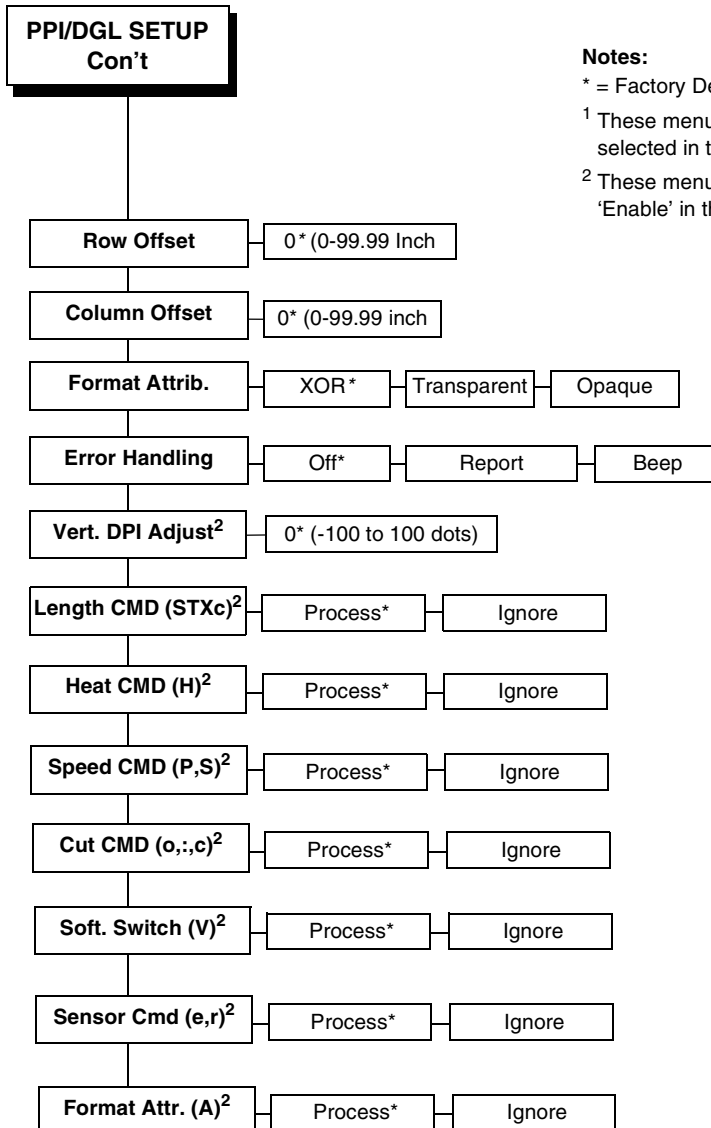 PPI/DGL SETUP
Con't
Notes:
* = Factory
¹ These
selected in
² These
'Enable' in
Row Offset 0* (0-99.99 Inch
Column Offset 0* (0-99.99 inch
Format Attrib. XOR* Transparent Opaque
Error Handling Off* Report Beep
Vert. DPI Adjust² 0* (-100 to 100 dots)
Length CMD (STXc)² Process* Ignore
Heat CMD (H)² Process* Ignore
Speed CMD (P,S)² Process* Ignore
Cut CMD (o,:,c)² Process* Ignore
Soft. Switch (V)² Process* Ignore
Sensor Cmd (e,r)² Process* Ignore
Format Attr. (A)² Process* Ignore